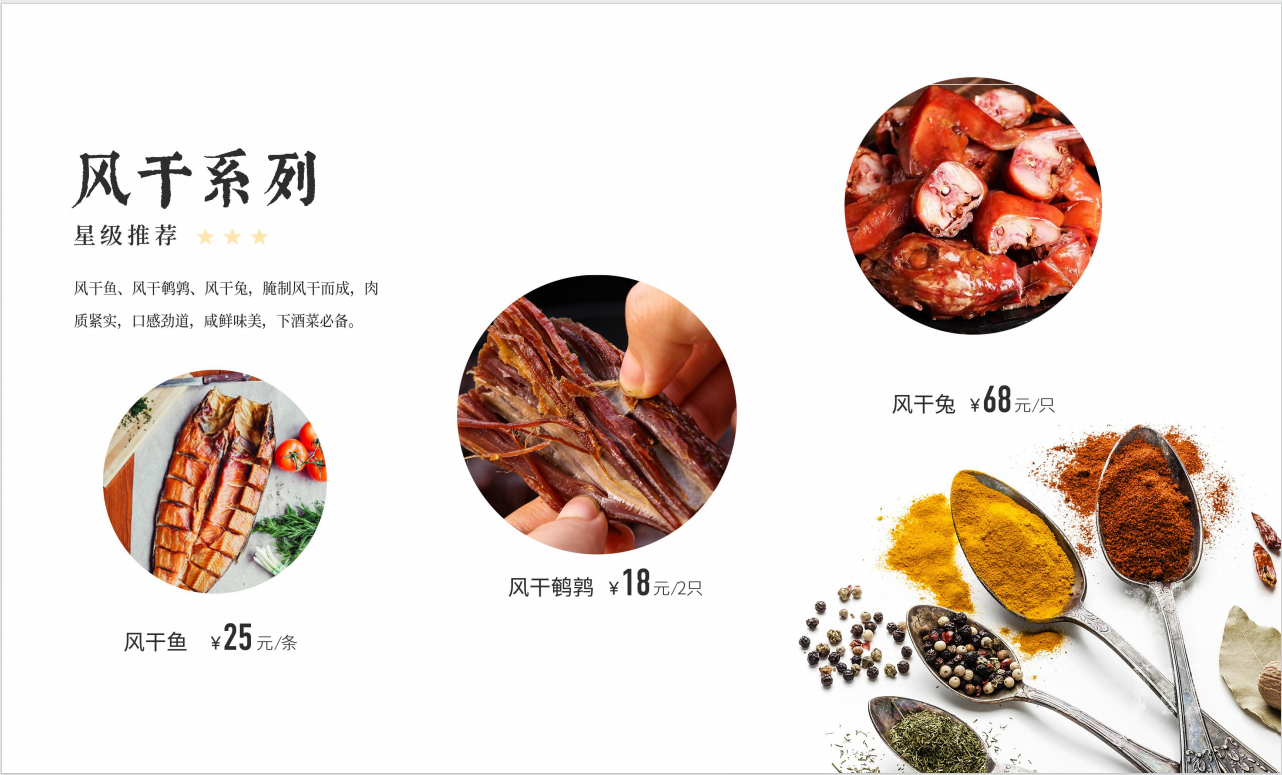 风干系列
星级推荐
风干鱼、风干鹌鹑、风干兔，腌制风干而成，肉
质紧实，口感劲道，咸鲜味美，下酒菜必备。
风干鱼 ¥25元/条
风干鹌鹑 ¥18元/2只
风干兔 ¥68元/只